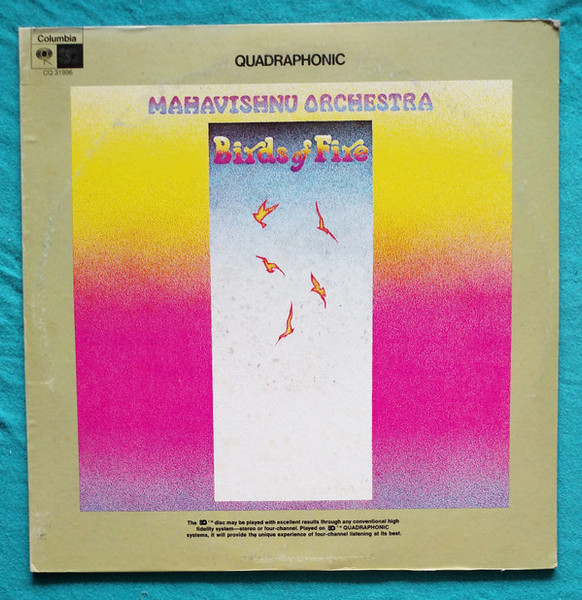 Columbia
CQ 31996
QUADRAPHONIC
MAHAVISHNU ORCHESTRA
Birds of Fire
The disc may be played with excellent results through any conventional high
fidelity system—stereo or four-channel. Played on QUADRAPHONIC
systems, it will provide the unique experience of four-channel listening at its best.